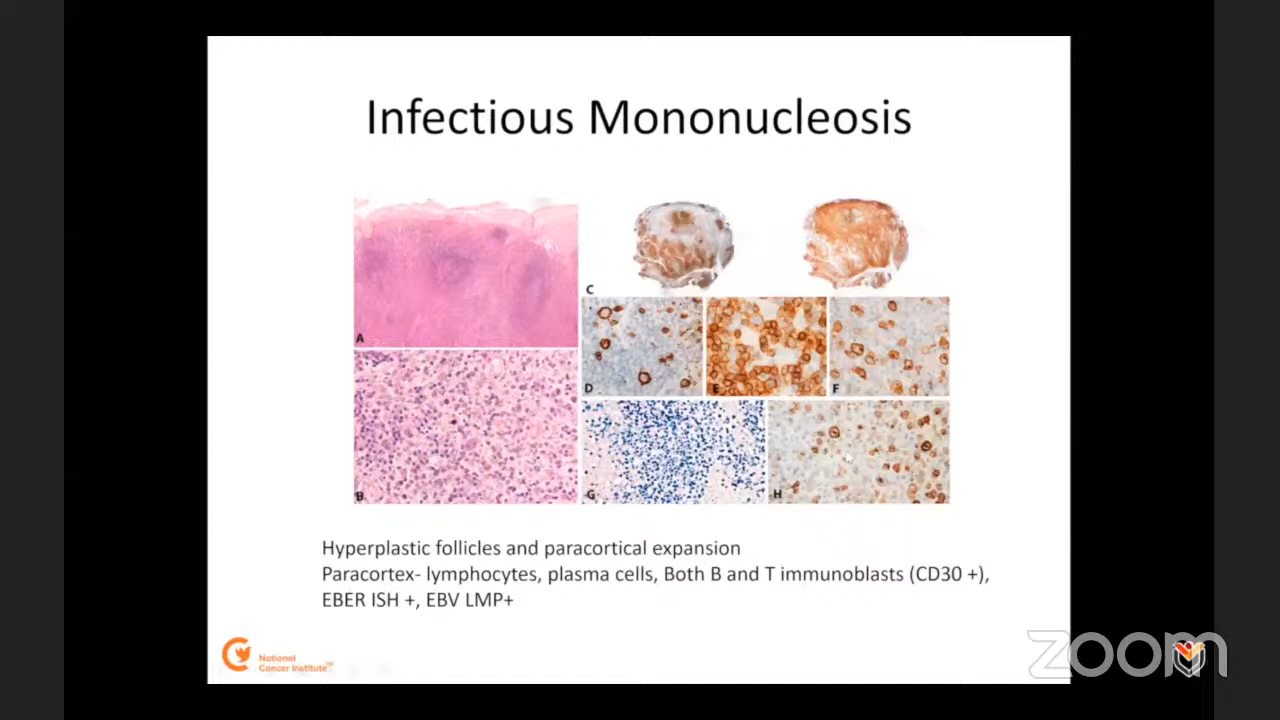 Infectious Mononucleosis
A
B
C
D
E
F
G
H
Hyperplastic follicles and paracortical expansion
Paracortex- lymphocytes, plasma cells, Both B and T immunoblasts (CD30 +),
EBER ISH +, EBV LMP+
National
Cancer Institute
zoom